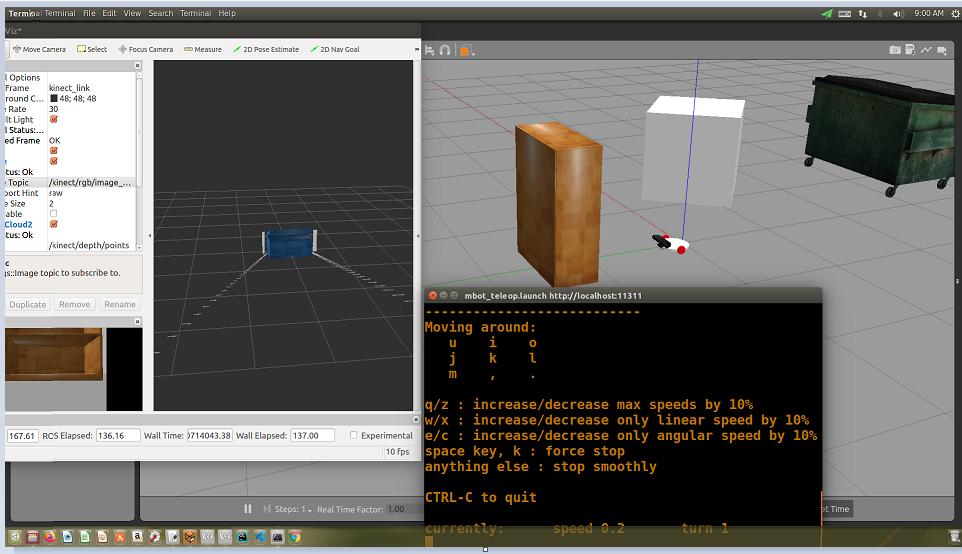 Terminal Terminal File Edit View Search Terminal Help 9:00 AM
Viz*
Move Camera Select Focus Camera Measure 2D Pose Estimate 2D Nav Goal »
l Options
Frame kinect_link
round C... 48; 48; 48
e Rate 30
lt Light
l Status:...
ed Frame OK
tus: Ok
e Topic /kinect/rgb/image_...
port Hint raw
e Size 2
able
Cloud2
tus: Ok
/kinect/depth/points
c
gs::Image topic to subscribe to.
Duplicate Remove Rename
167.61 ROS Elapsed: 136.16 Wall Time: 0714043.38 Wall Elapsed: 137.00 Experimental
10 fps
mbot_teleop.launch http://localhost:11311
---------------------------
Moving around:
u i o
j k l
m , .
q/z : increase/decrease max speeds by 10%
w/x : increase/decrease only linear speed by 10%
e/c : increase/decrease only angular speed by 10%
space key, k : force stop
anything else : stop smoothly
CTRL-C to quit
currently: speed 0.2 turn 1
Steps: 1 Real Time Factor: 1.00
et Time